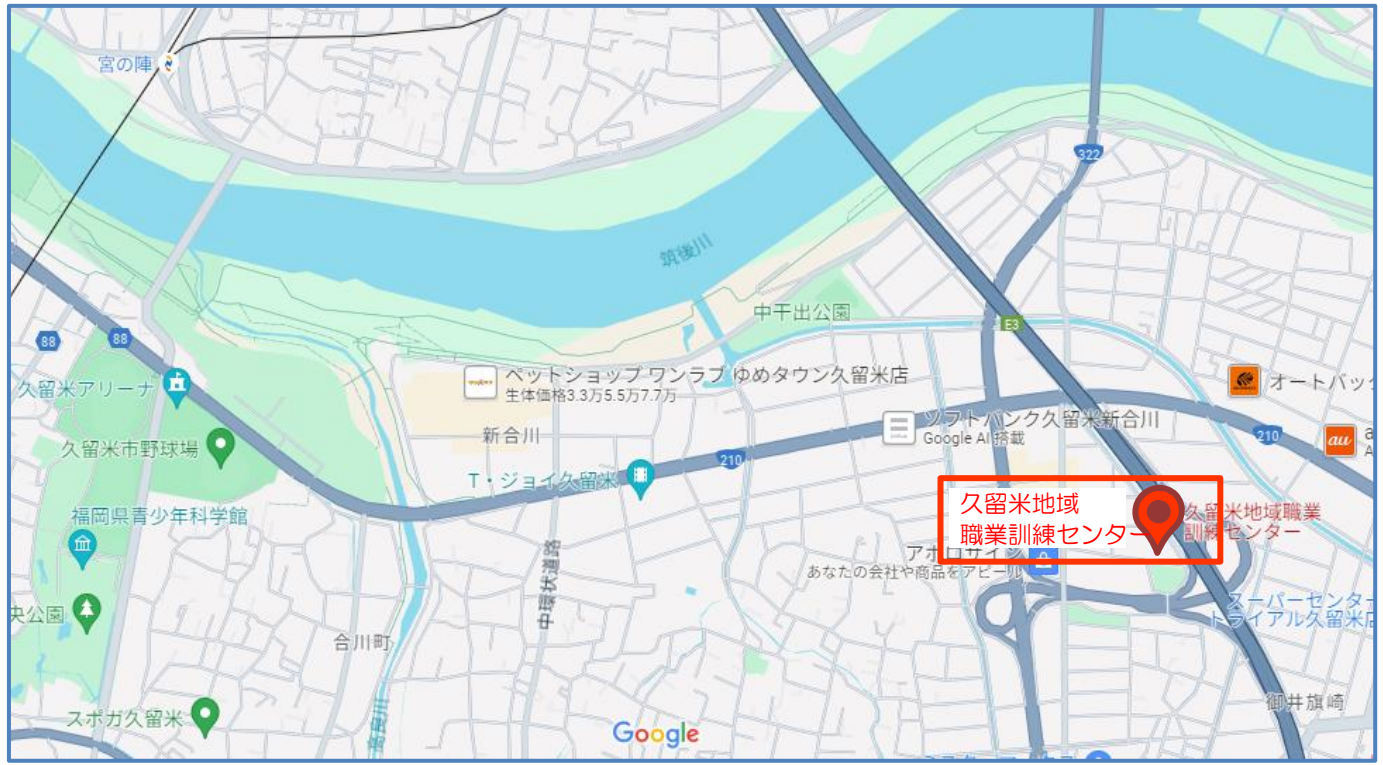 宮の陣
322
筑後川
中干出公園
E3
88
88
久留米アリーナ
ペットショップ ワンラブ ゆめタウン久留米店
生体価格3.3万5.5万7.7万
オートバック
ソフトバンク久留米新合川
Google AI 搭載
新合川
久留米市野球場
210
210
au
T・ジョイ久留米
久留米地域
職業訓練センター
久留米地域職業
訓練センター
福岡県青少年科学館
アポロサイン
あなたの会社や商品をアピール
中環状道路
央公園
合川町
スーパーセンター
トライアル久留米店
スポガ久留米
高良川
御井旗崎
Google